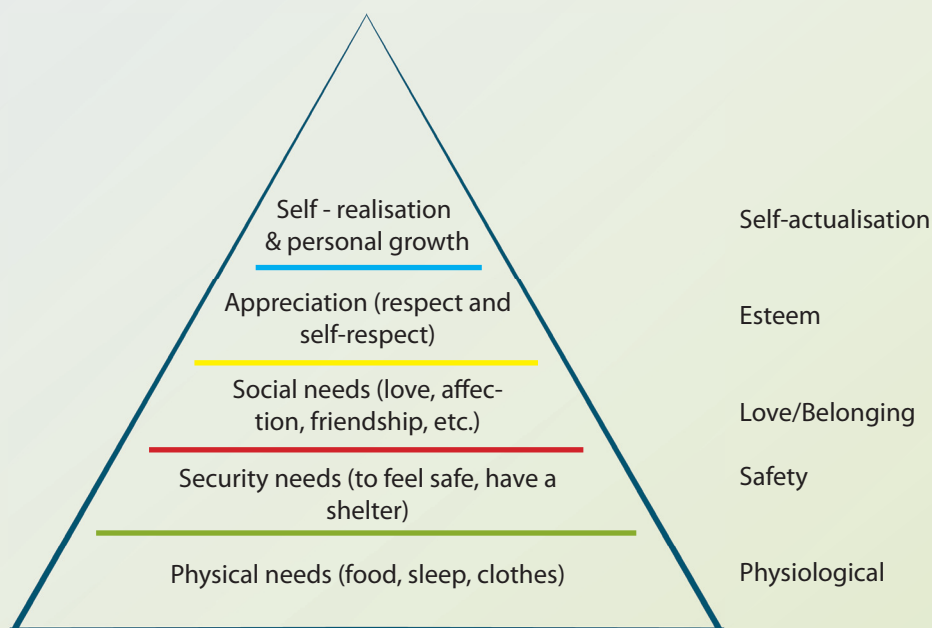 Self - realisation
& personal growth
Self-actualisation
Appreciation (respect and
self-respect)
Esteem
Social needs (love, affec-
tion, friendship, etc.)
Love/Belonging
Security needs (to feel safe, have a
shelter)
Safety
Physical needs (food, sleep, clothes)
Physiological